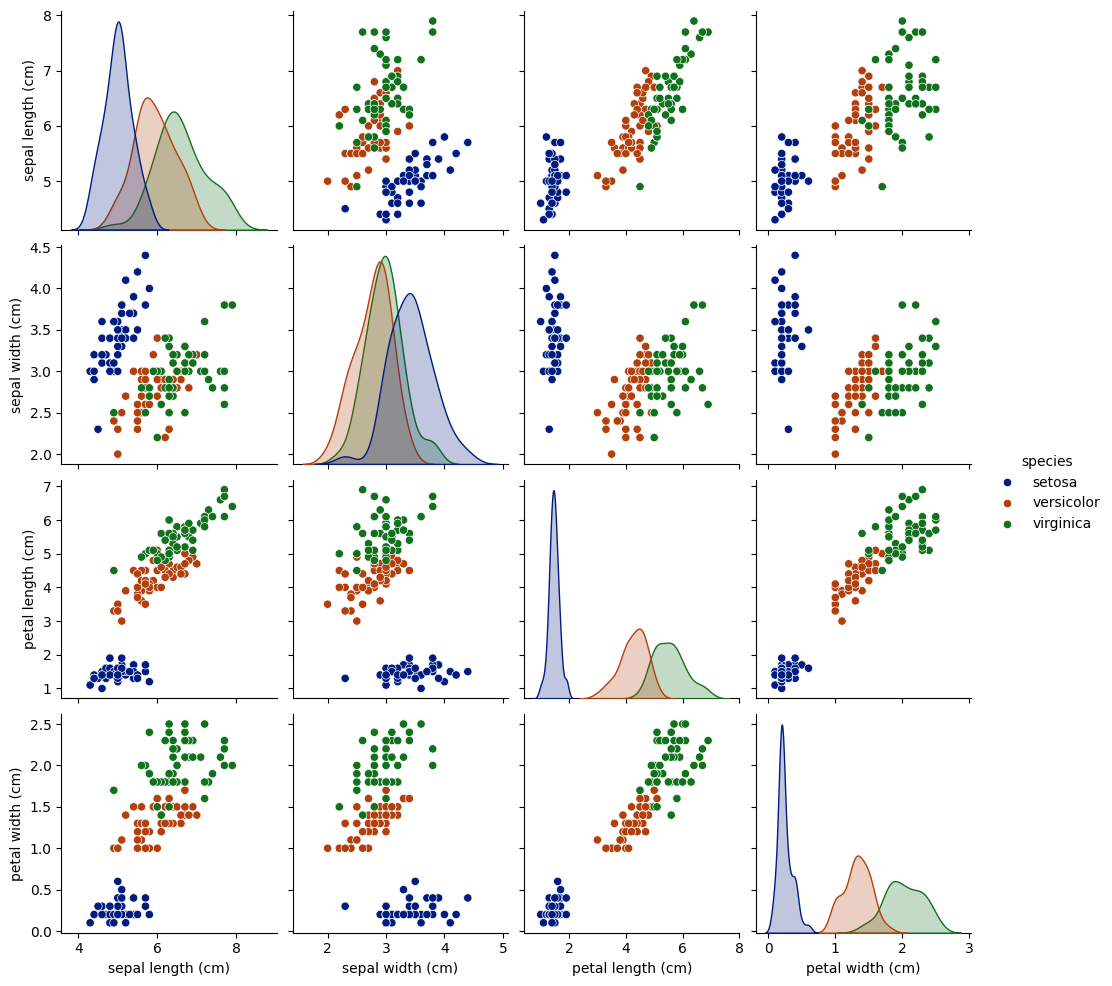 8
7
6
5
sepal length (cm)
4.5
4.0
3.5
3.0
2.5
2.0
sepal width (cm)
species
setosa
versicolor
virginica
7
6
5
4
3
2
1
petal length (cm)
2.5
2.0
1.5
1.0
0.5
0.0
petal width (cm)
4 6 8
2 3 4 5
2 4 6 8
0 1 2 3
sepal length (cm)
sepal width (cm)
petal length (cm)
petal width (cm)